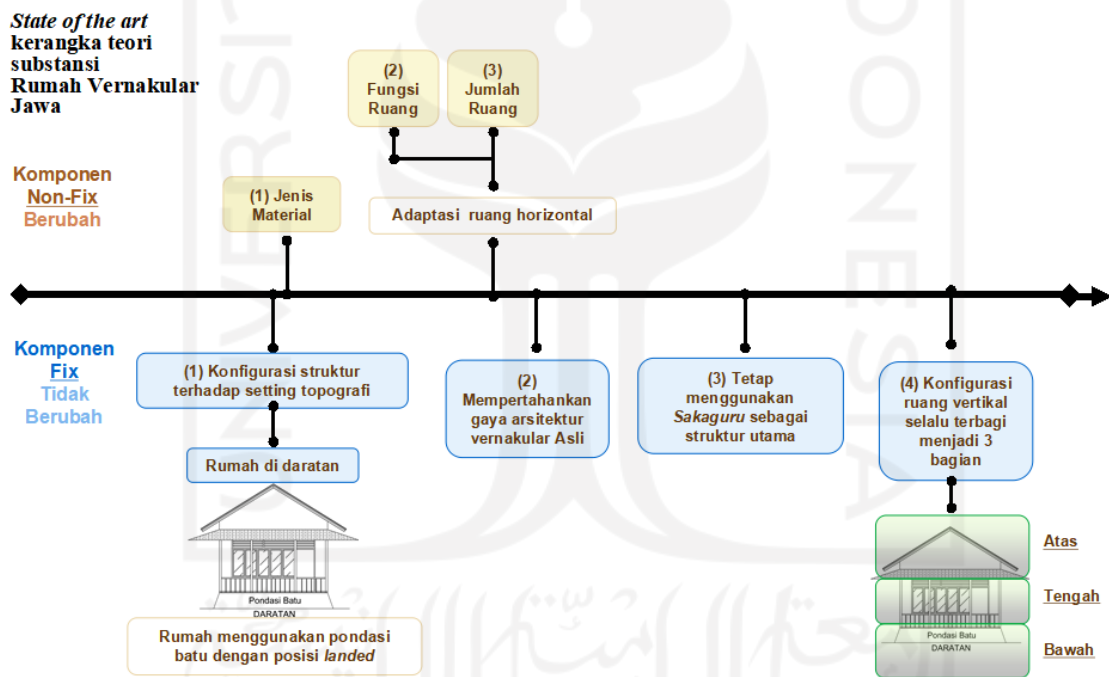 State of the art
kerangka teori
substansi
Rumah Vernakular
Jawa
(2)
Fungsi
Ruang
(3)
Jumlah
Ruang
Komponen
Non-Fix
Berubah
(1) Jenis
Material
Adaptasi ruang horizontal
Komponen
Fix
Tidak
Berubah
(1) Konfigurasi struktur
terhadap setting topografi
(2)
Mempertahankan
gaya arsitektur
vernakular Asli
(3) Tetap
menggunakan
Sakaguru sebagai
struktur utama
(4) Konfigurasi
ruang vertikal
selalu terbagi
menjadi 3
bagian
Rumah di daratan
Pondasi Batu
DARATAN
Rumah menggunakan pondasi
batu dengan posisi landed
Atas
Tengah
Bawah
Pondasi Batu
DARATAN
UNIVERSIT
DONESIA